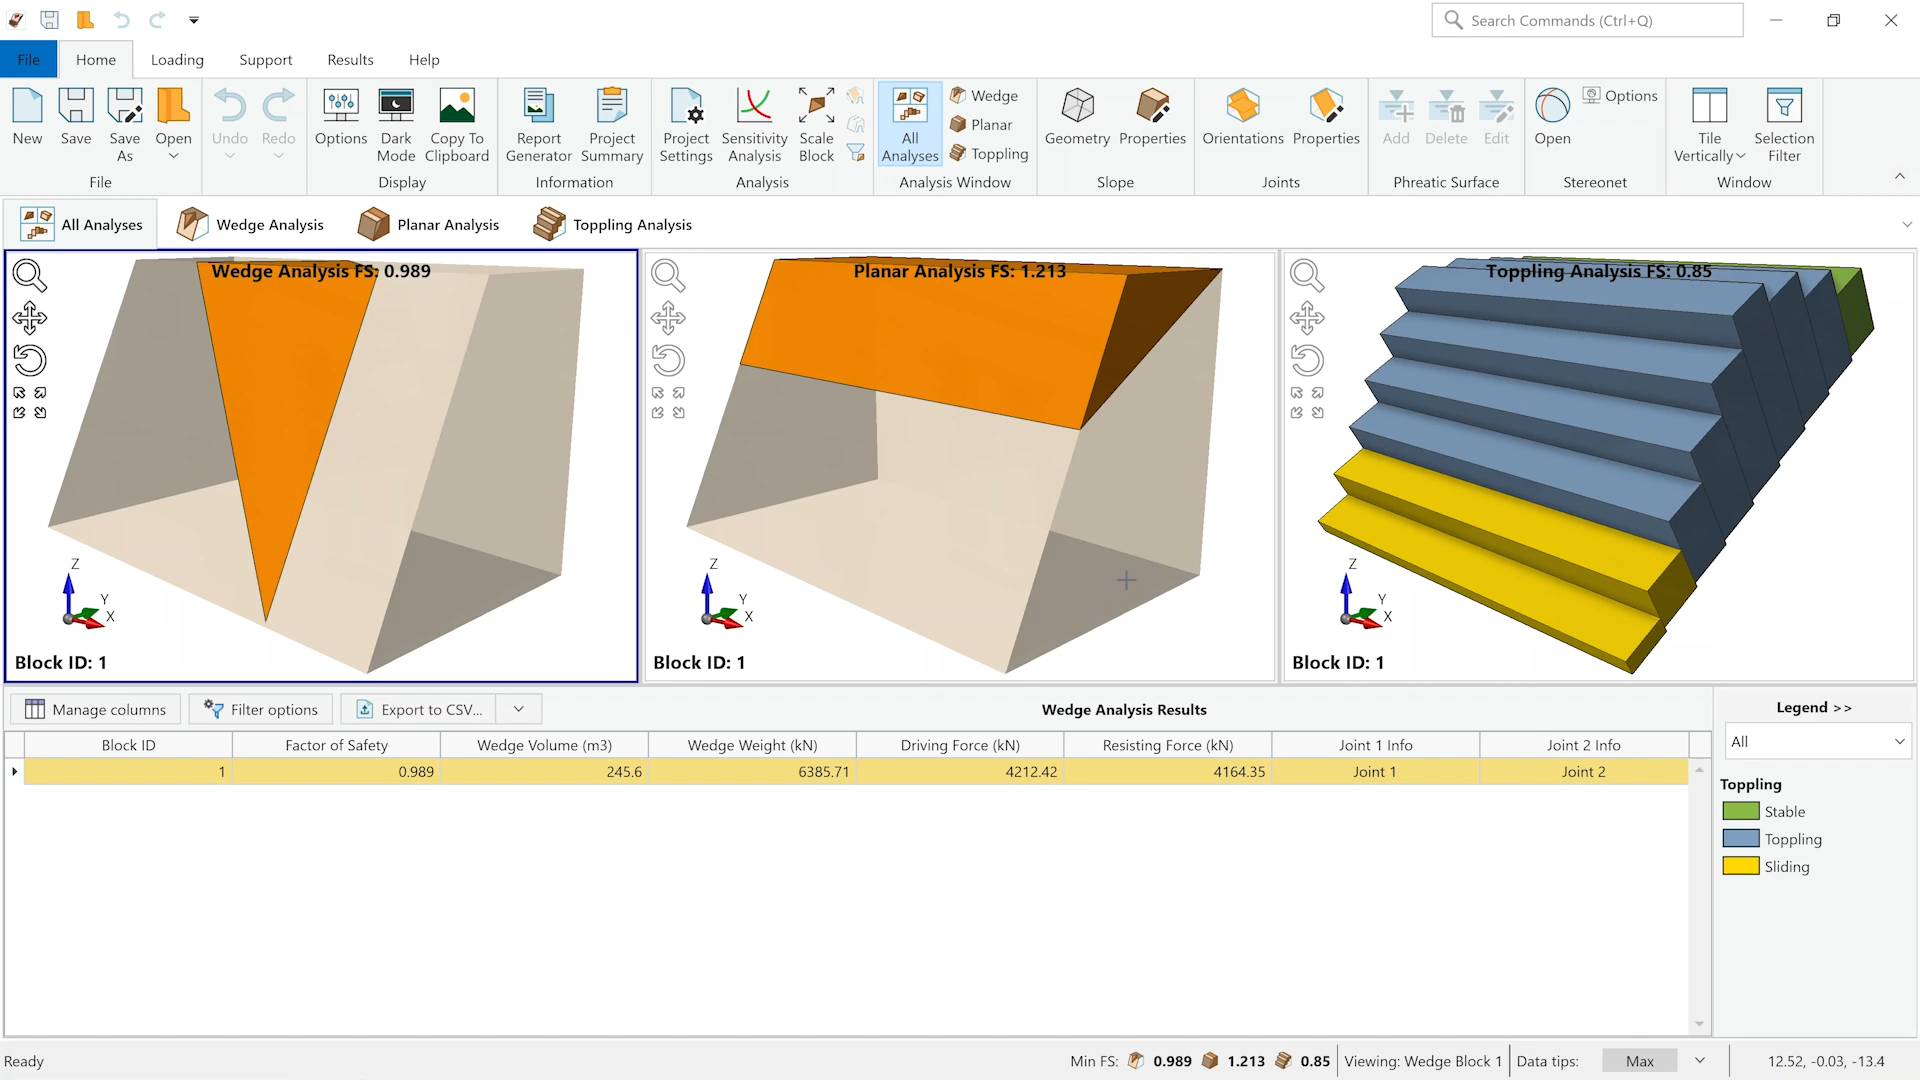 Search Commands (Ctrl+Q)
File Home Loading Support Results Help
New Save Save As Open Undo Redo Options Dark Mode Copy To Clipboard Report Generator Project Summary Project Settings Sensitivity Analysis Scale Block All Analyses Wedge Planar Toppling Geometry Properties Orientations Properties Add Delete Edit Open Options Tile Vertically Selection Filter
File Display Information Analysis Analysis Window Slope Joints Phreatic Surface Stereonet Window
All Analyses Wedge Analysis Planar Analysis Toppling Analysis
Wedge Analysis FS: 0.989
Z
Y
X
Block ID: 1
Planar Analysis FS: 1.213
Z
Y
X
Block ID: 1
Toppling Analysis FS: 0.85
Z
Y
X
Block ID: 1
Manage columns Filter options Export to CSV... Wedge Analysis Results
Block ID Factor of Safety Wedge Volume (m3) Wedge Weight (kN) Driving Force (kN) Resisting Force (kN) Joint 1 Info Joint 2 Info
1 0.989 245.6 6385.71 4212.42 4164.35 Joint 1 Joint 2
Legend >>
All
Toppling
Stable
Toppling
Sliding
Ready Min FS: 0.989 1.213 0.85 Viewing: Wedge Block 1 Data tips: Max 12.52, -0.03, -13.4